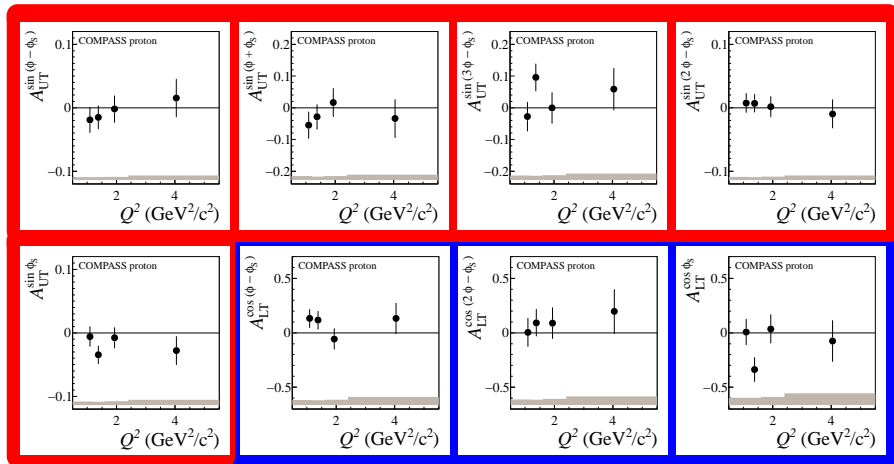 A_UT^sin (ϕ − ϕ_S)
0.1
0
−0.1
COMPASS proton
2 4
Q² (GeV²/c²)
A_UT^sin (ϕ + ϕ_S)
0.2
0.1
0
−0.1
−0.2
COMPASS proton
2 4
Q² (GeV²/c²)
A_UT^sin (3 ϕ − ϕ_S)
0.2
0.1
0
−0.1
−0.2
COMPASS proton
2 4
Q² (GeV²/c²)
A_UT^sin (2 ϕ − ϕ_S)
0.1
0
−0.1
COMPASS proton
2 4
Q² (GeV²/c²)
A_UT^sin ϕ_S
0.1
0
−0.1
COMPASS proton
2 4
Q² (GeV²/c²)
A_LT^cos (ϕ − ϕ_S)
0.5
0
−0.5
COMPASS proton
2 4
Q² (GeV²/c²)
A_LT^cos (2 ϕ − ϕ_S)
0.5
0
−0.5
COMPASS proton
2 4
Q² (GeV²/c²)
A_LT^cos ϕ_S
0.5
0
−0.5
COMPASS proton
2 4
Q² (GeV²/c²)